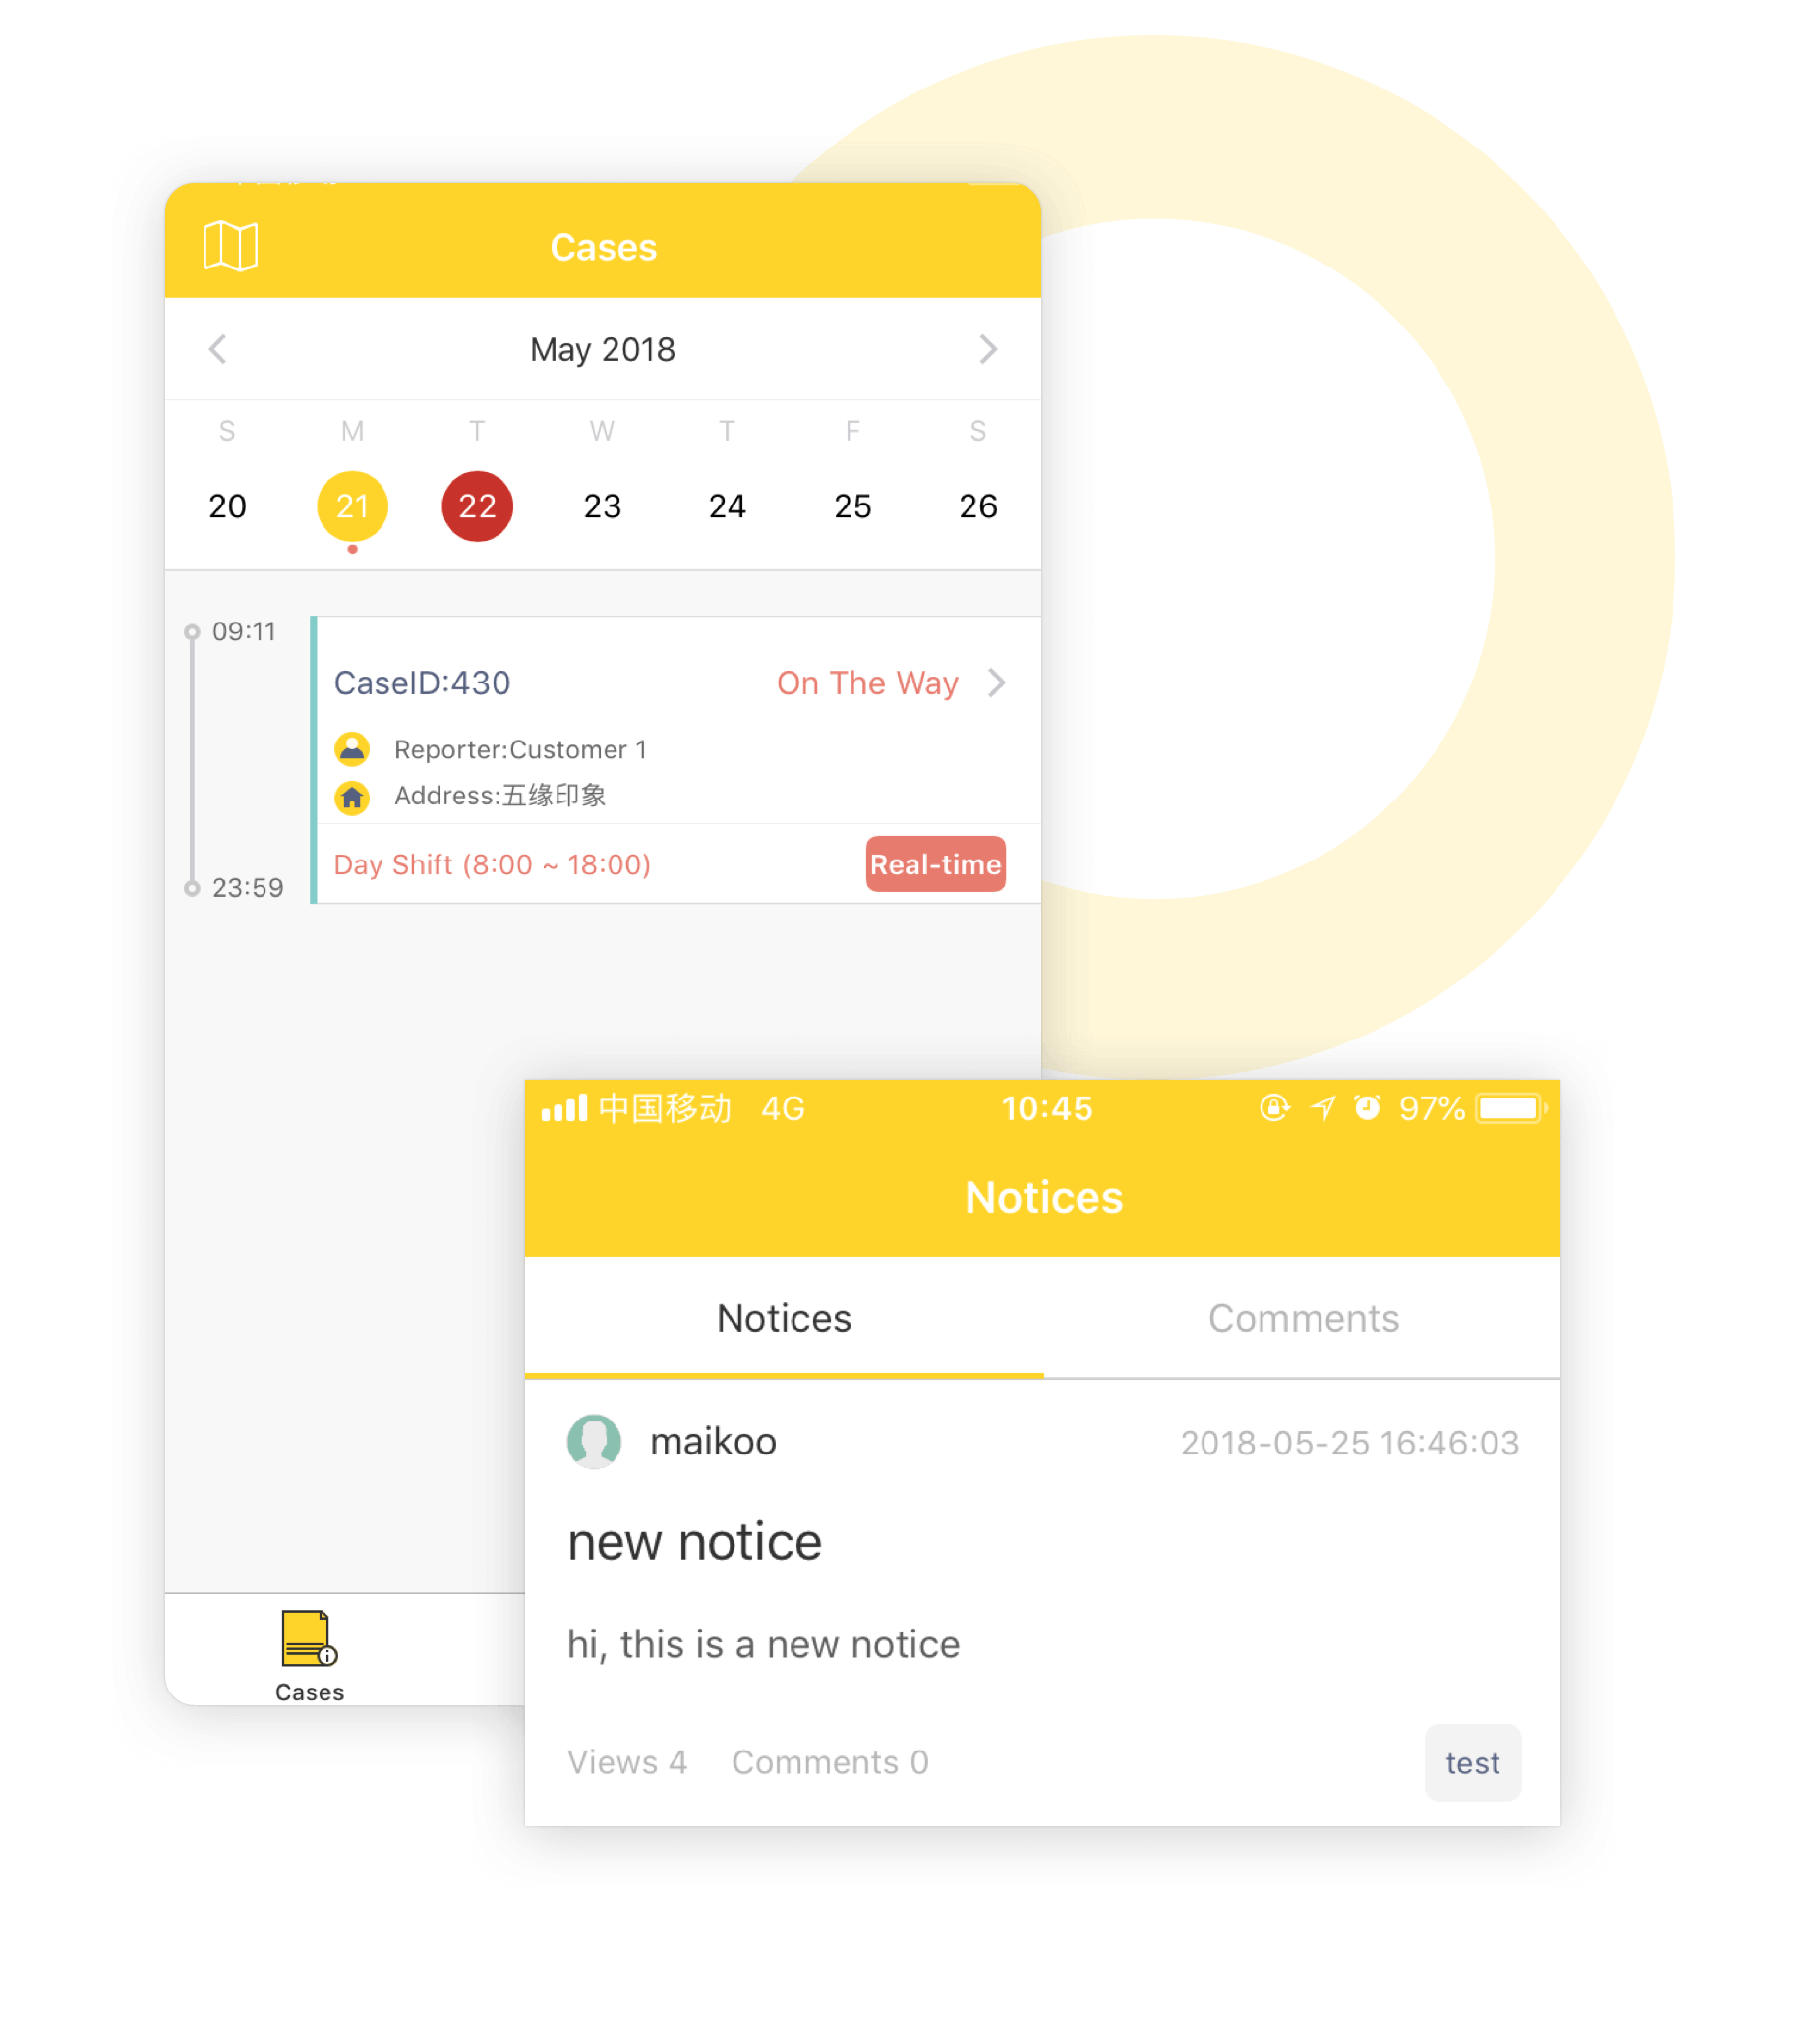 Cases
May 2018
S M T W T F S
20 21 22 23 24 25 26
09:11
CaseID:430 On The Way
Reporter:Customer 1
Address:五缘印象
Day Shift (8:00 ~ 18:00) Real-time
23:59
Cases
中国移动 4G 10:45 97%
Notices
Notices Comments
maikoo 2018-05-25 16:46:03
new notice
hi, this is a new notice
Views 4 Comments 0 test